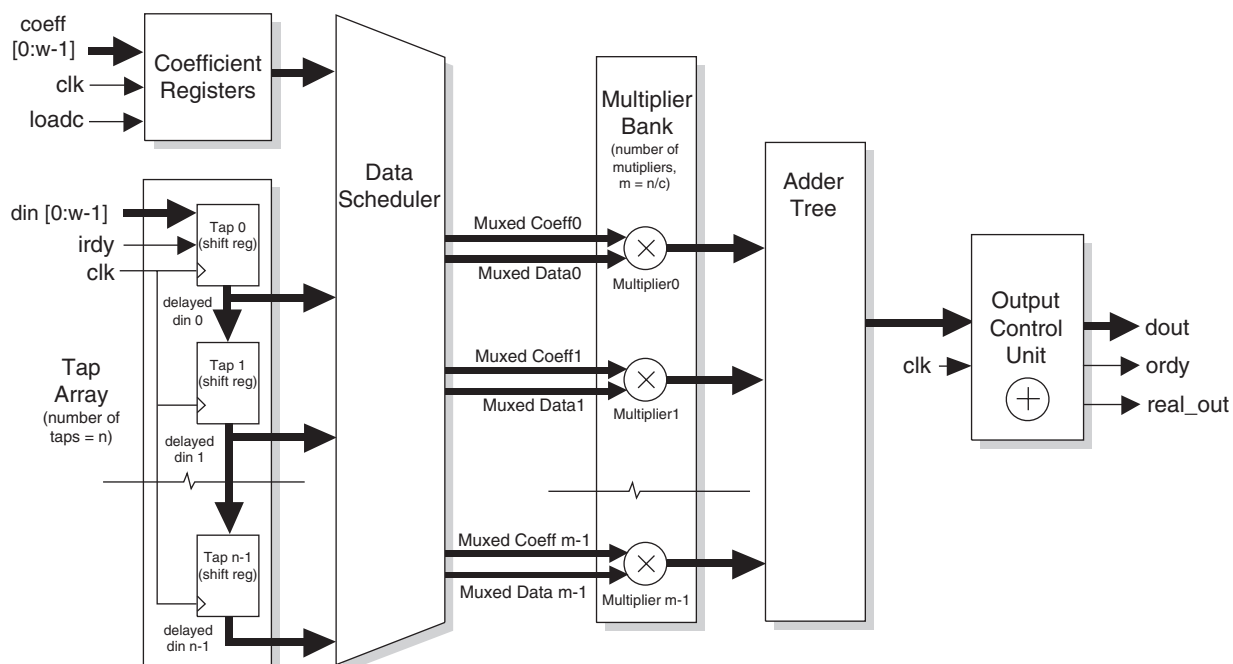 coeff
[0:w-1]
clk
loadc
Coefficient
Registers
din [0:w-1]
irdy
clk
Tap 0
(shift reg)
delayed
din 0
Tap 1
(shift reg)
delayed
din 1
Tap
Array
(number of
taps = n)
Tap n-1
(shift reg)
delayed
din n-1
Data
Scheduler
Muxed Coeff0
Muxed Data0
Muxed Coeff1
Muxed Data1
Muxed Coeff m-1
Muxed Data m-1
Multiplier
Bank
(number of
mutipliers,
m = n/c)
Multiplier0
Multiplier1
Multiplier m-1
Adder
Tree
clk
Output
Control
Unit
dout
ordy
real_out